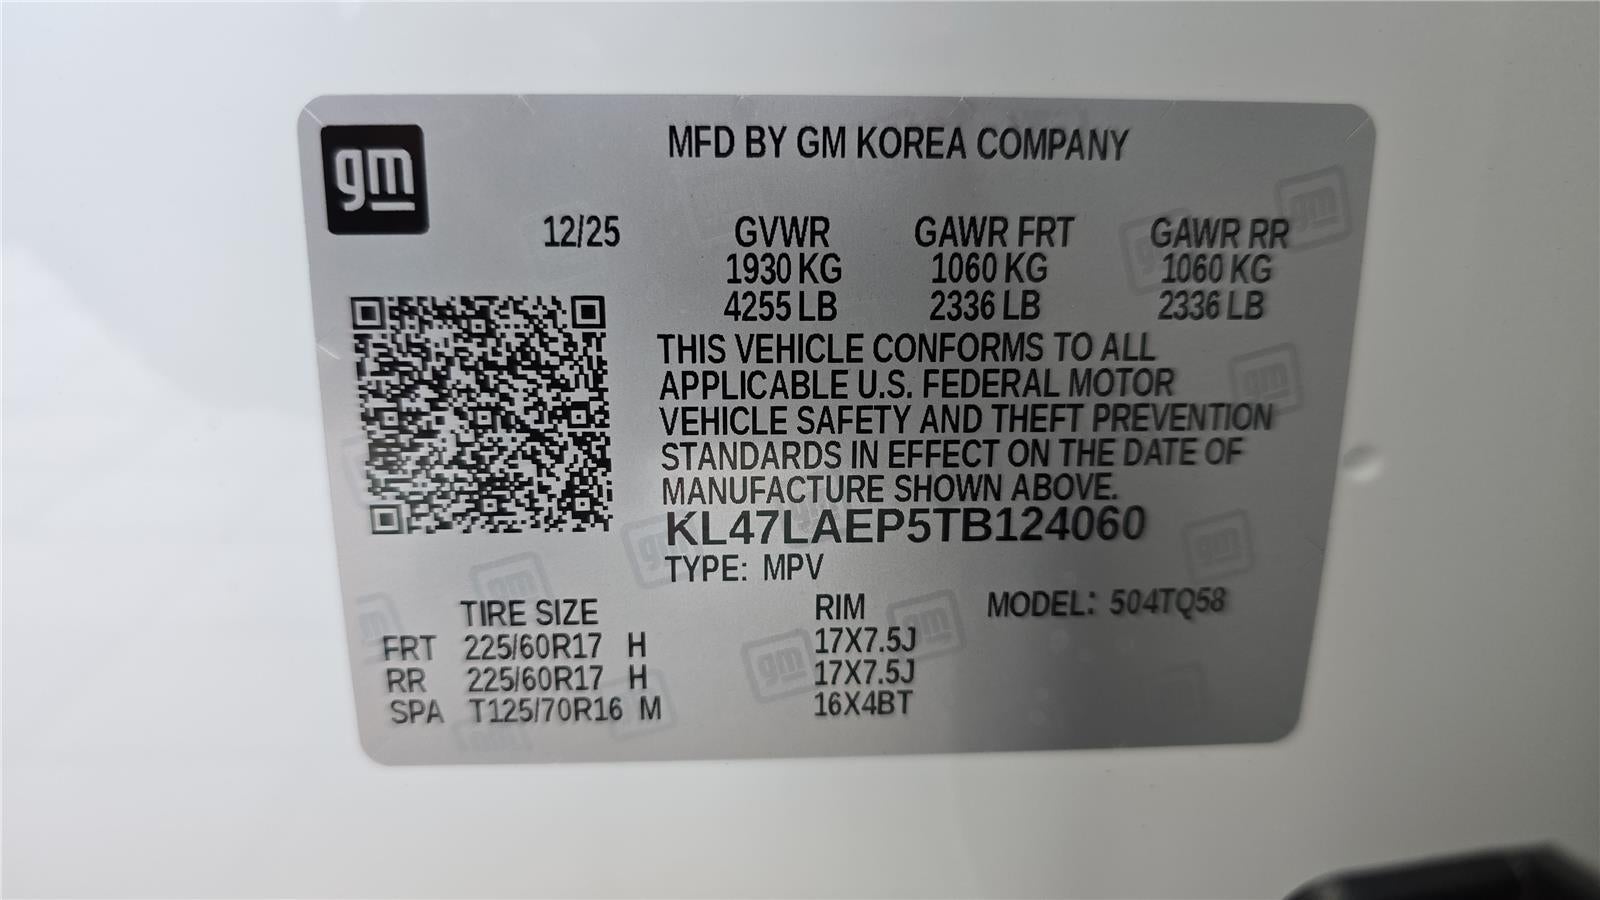 gm
MFD BY GM KOREA COMPANY
12/25 GVWR GAWR FRT GAWR RR
1930 KG 1060 KG 1060 KG
4255 LB 2336 LB 2336 LB
THIS VEHICLE CONFORMS TO ALL
APPLICABLE U.S. FEDERAL MOTOR
VEHICLE SAFETY AND THEFT PREVENTION
STANDARDS IN EFFECT ON THE DATE OF
MANUFACTURE SHOWN ABOVE.
KL47LAEP5TB124060
TYPE: MPV
TIRE SIZE RIM MODEL: 504TQ58
FRT 225/60R17 H 17X7.5J
RR 225/60R17 H 17X7.5J
SPA T125/70R16 M 16X4BT